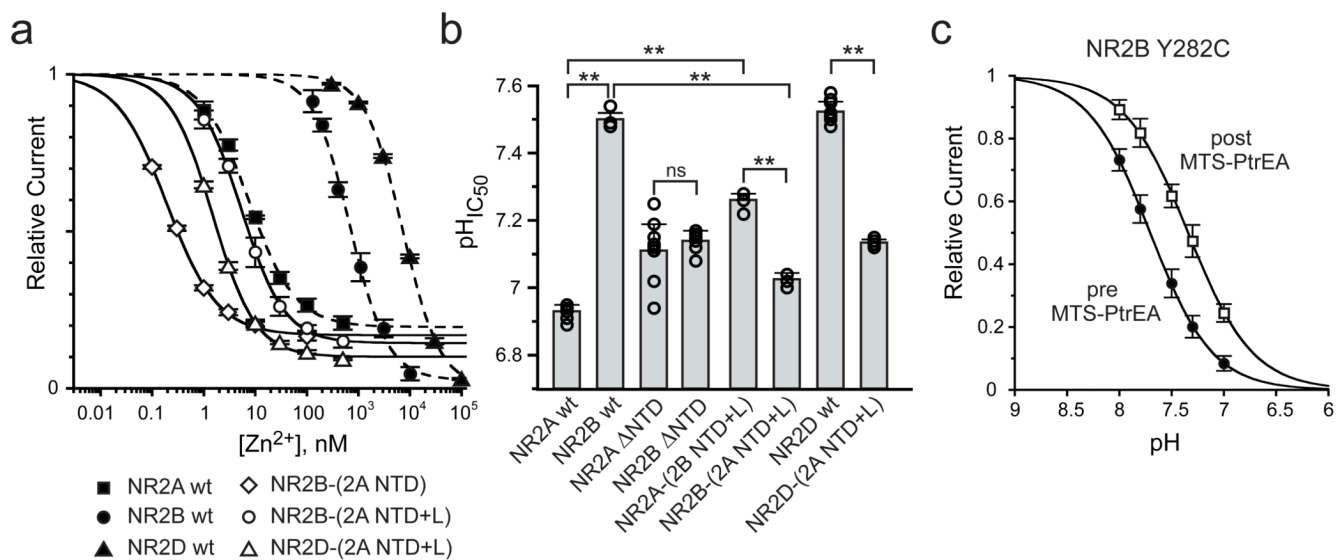 a
Relative Current
1
0
0.01
0.1
1
10
100
10³
10⁴
10⁵
[Zn²⁺], nM
NR2A wt
NR2B wt
NR2D wt
NR2B-(2A NTD)
NR2B-(2A NTD+L)
NR2D-(2A NTD+L)
b
pH_IC50
7.6
7.4
7.2
7
6.8
**
**
**
ns
**
**
NR2A wt
NR2B wt
NR2A ΔNTD
NR2B ΔNTD
NR2A-(2B NTD+L)
NR2B-(2A NTD+L)
NR2D wt
NR2D-(2A NTD+L)
c
NR2B Y282C
Relative Current
1
0.8
0.6
0.4
0.2
0
post
MTS-PtrEA
pre
MTS-PtrEA
9
8.5
8
7.5
7
6.5
6
pH